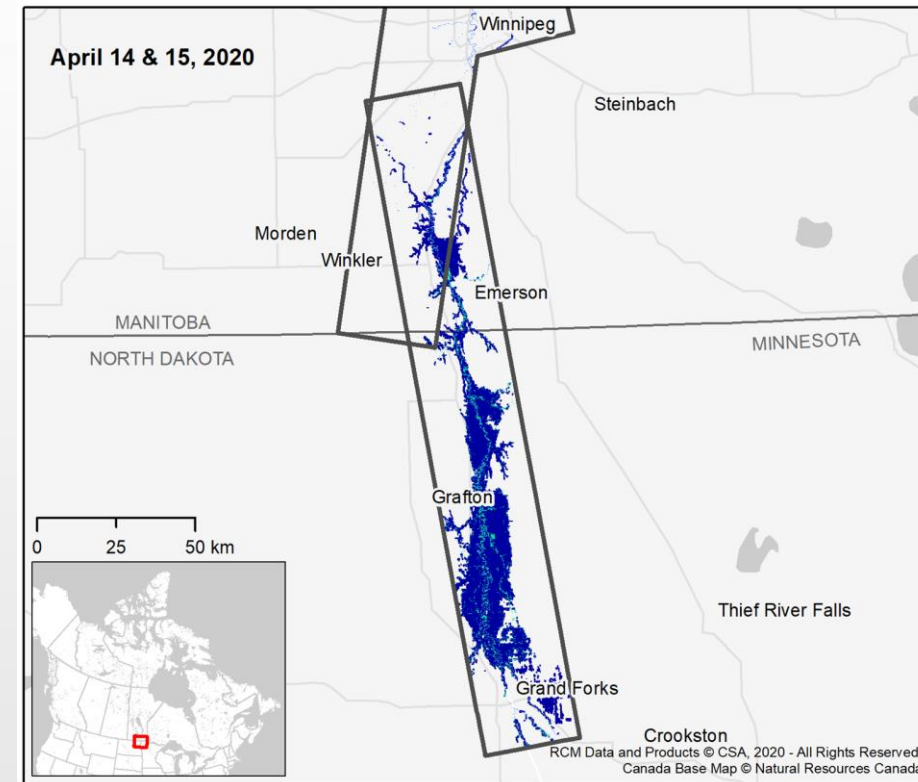 Winnipeg
April 14 & 15, 2020
Steinbach
Morden
Winkler
Emerson
MANITOBA
NORTH DAKOTA
MINNESOTA
Grafton
0 25 50 km
Thief River Falls
Grand Forks
Crookston
RCM Data and Products © CSA, 2020 - All Rights Reserved
Canada Base Map © Natural Resources Canada